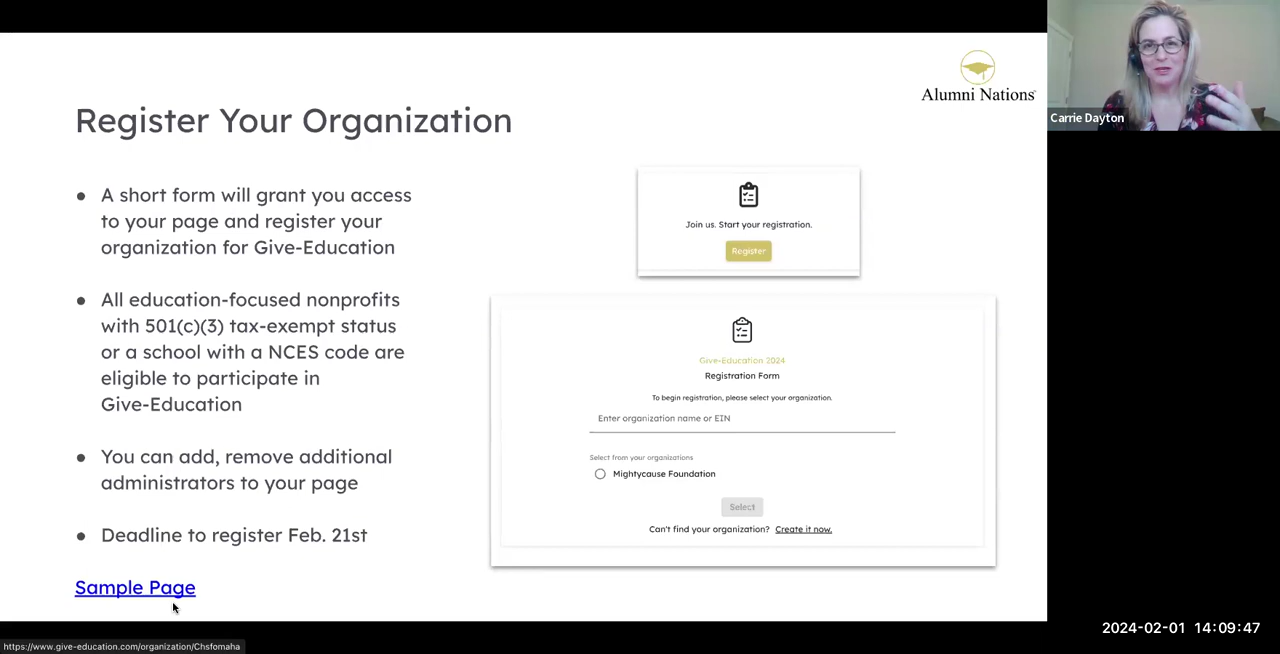 Alumni Nations
Carrie Dayton
Register Your Organization
● A short form will grant you access
to your page and register your
organization for Give-Education
● All education-focused nonprofits
with 501(c)(3) tax-exempt status
or a school with a NCES code are
eligible to participate in
Give-Education
● You can add, remove additional
administrators to your page
● Deadline to register Feb. 21st
Sample Page
Join us. Start your registration.
Register
Give-Education 2024
Registration Form
To begin registration, please select your organization.
Enter organization name or EIN
Select from your organizations
Mightycause Foundation
Select
Can't find your organization? Create it now.
2024-02-01 14:09:47
https://www.give-education.com/organization/Chsfomaha